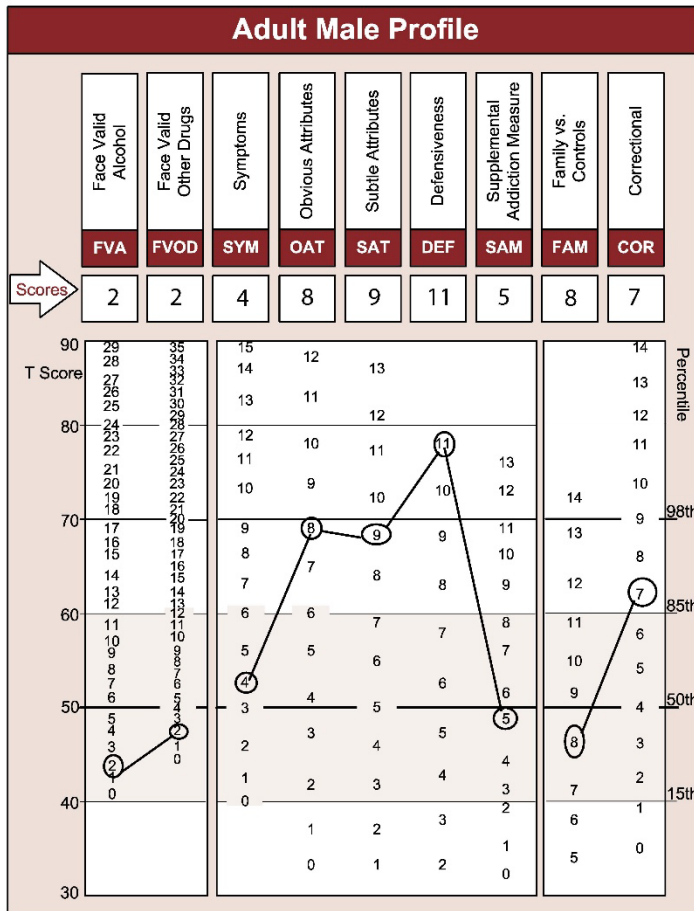 Adult Male Profile
Face Valid
Alcohol
Face Valid
Other Drugs
Symptoms
Obvious Attributes
Subtle Attributes
Defensiveness
Supplemental
Addiction Measure
Family vs.
Controls
Correctional
FVA FVOD SYM OAT SAT DEF SAM FAM COR
Scores 2 2 4 8 9 11 5 8 7
T Score
90 80 70 60 50 40 30
29 28 27 26 25 24 23 22 21 20 19 18 17 16 15 14 13 12 11 10 9 8 7 6 5 4 3 2 1 0
35 34 33 32 31 30 29 28 27 26 25 24 23 22 21 20 19 18 17 16 15 14 13 12 11 10 9 8 7 6 5 4 3 2 1 0
15 14 13 12 11 10 9 8 7 6 5 4 3 2 1 0
12 11 10 9 8 7 6 5 4 3 2 1 0
13 12 11 10 9 8 7 6 5 4 3 2 1
11 10 9 8 7 6 5 4 3 2
13 12 11 10 9 8 7 6 5 4 3 2 1 0
14 13 12 11 10 9 8 7 6 5
14 13 12 11 10 9 8 7 6 5 4 3 2 1 0
Percentile
98th
85th
50th
15th